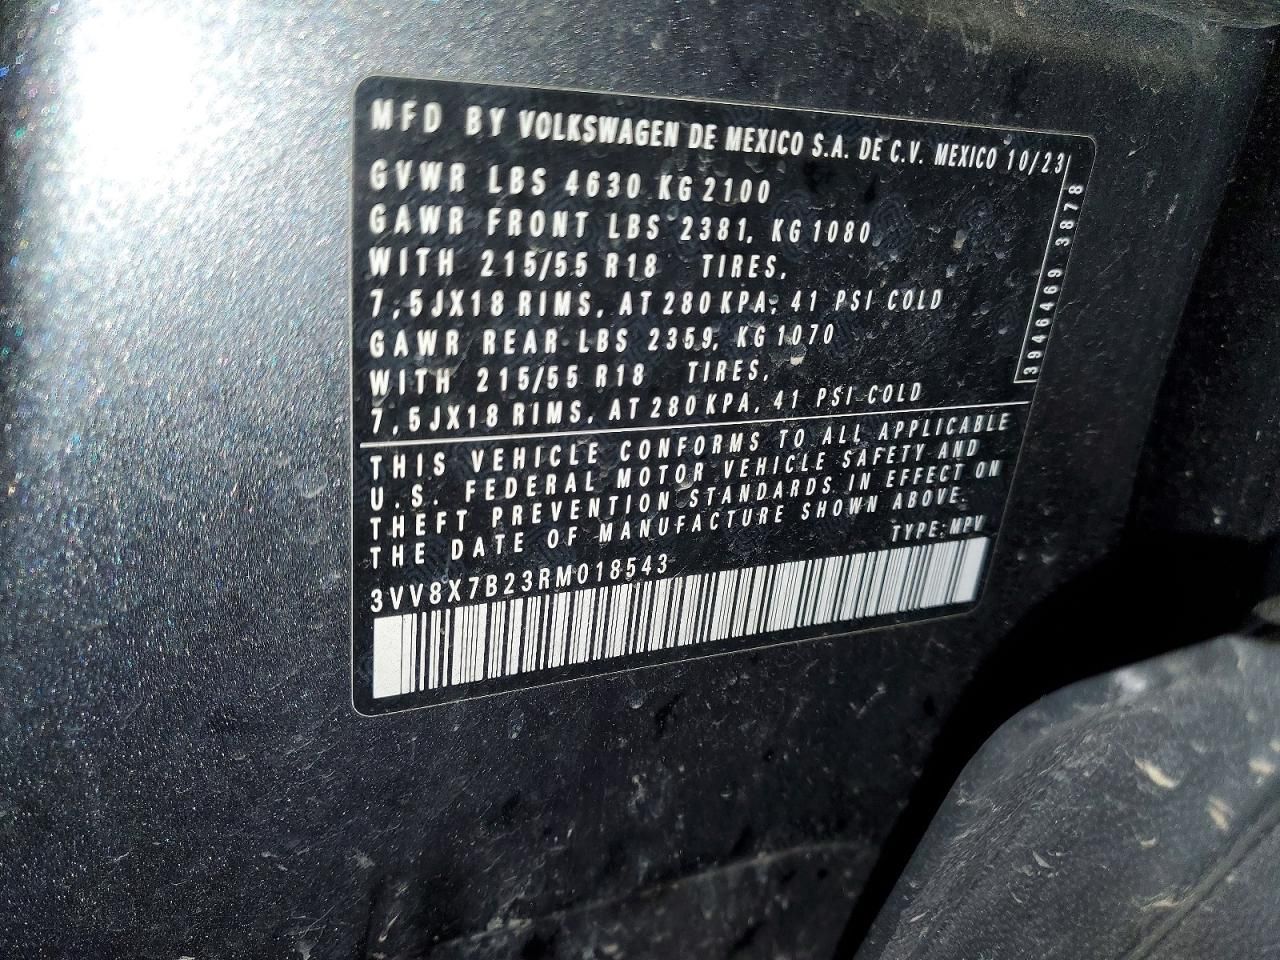 MFD BY VOLKSWAGEN DE MEXICO S.A. DE C.V. MEXICO 10/23
GVWR LBS 4630 KG 2100
GAWR FRONT LBS 2381, KG 1080
WITH 215/55 R18 TIRES,
7,5JX18 RIMS, AT 280 KPA, 41 PSI COLD
GAWR REAR LBS 2359, KG 1070
WITH 215/55 R18 TIRES,
7,5JX18 RIMS, AT 280 KPA, 41 PSI COLD
3946469 3878
THIS VEHICLE CONFORMS TO ALL APPLICABLE
U.S. FEDERAL MOTOR VEHICLE SAFETY AND
THEFT PREVENTION STANDARDS IN EFFECT ON
THE DATE OF MANUFACTURE SHOWN ABOVE.
TYPE: MPV
3VV8X7B23RM018543